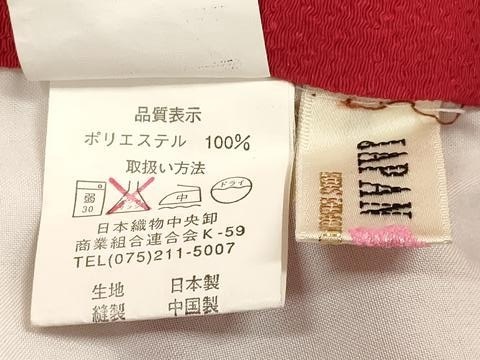 品質表示
ポリエステル 100%
取扱い方法
弱
30
中
ドライ
日本織物中央卸
商業組合連合会K-59
TEL(075)211-5007
生地 日本製
縫製 中国製